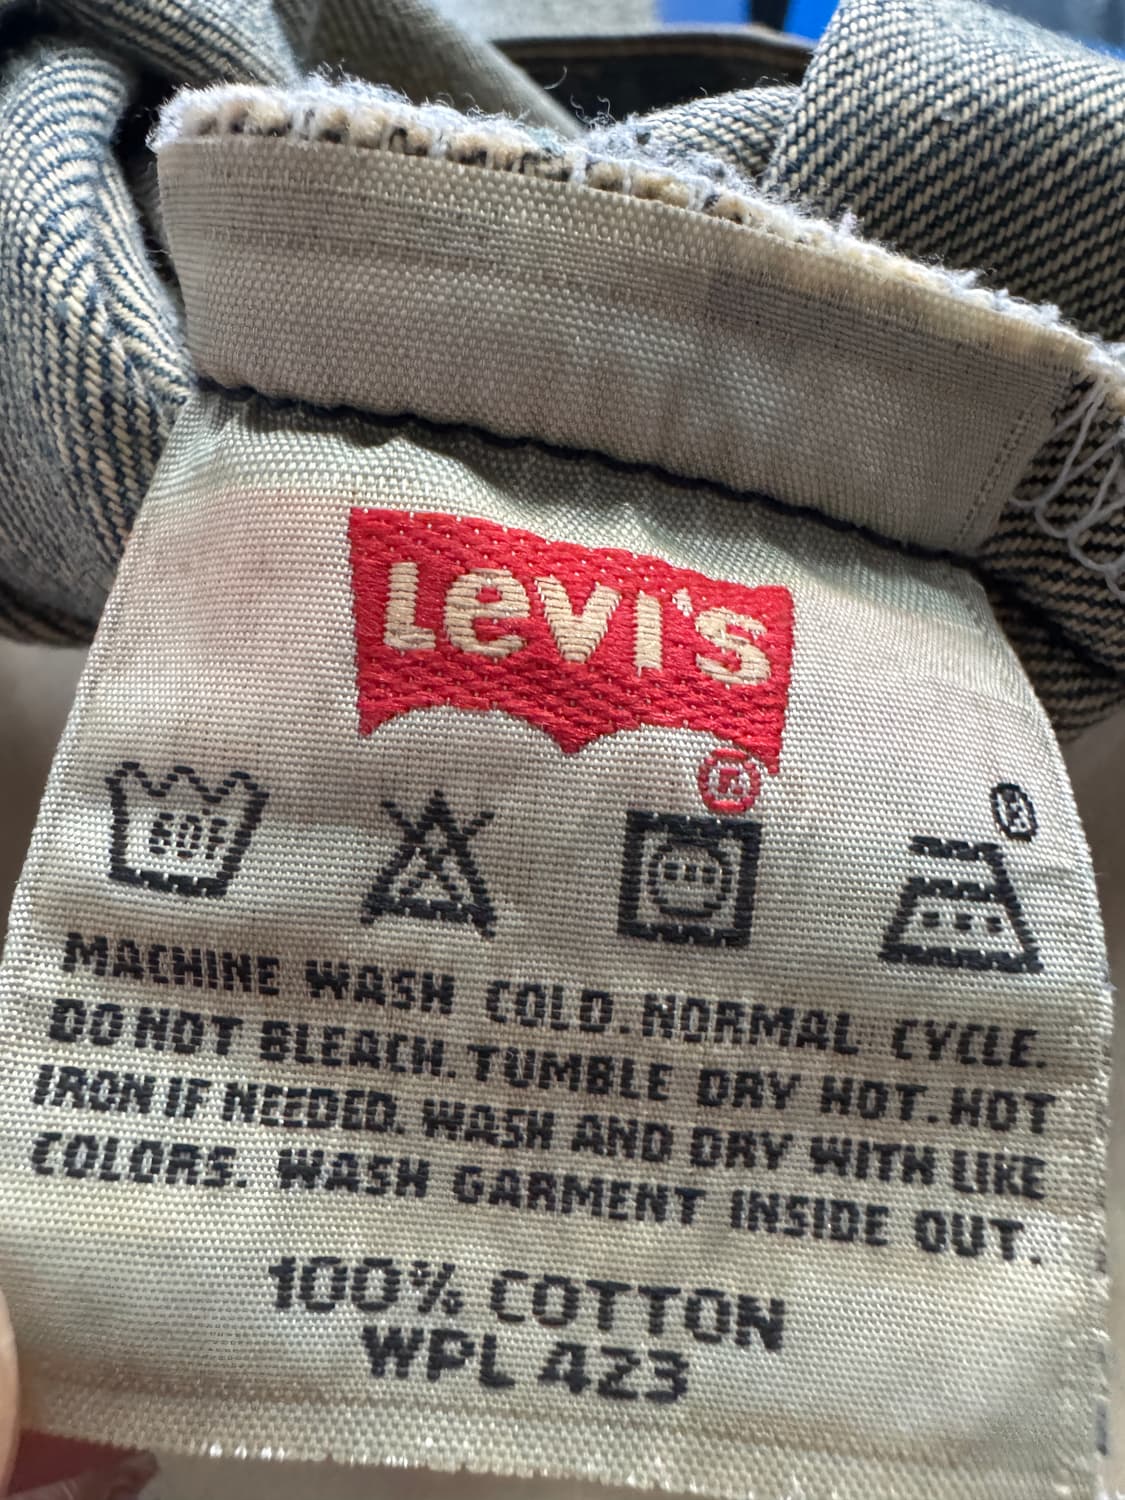 Levi's
®
80F
®
MACHINE WASH COLD. NORMAL CYCLE.
DO NOT BLEACH. TUMBLE DRY HOT. HOT
IRON IF NEEDED. WASH AND DRY WITH LIKE
COLORS. WASH GARMENT INSIDE OUT.
100% COTTON
WPL 423